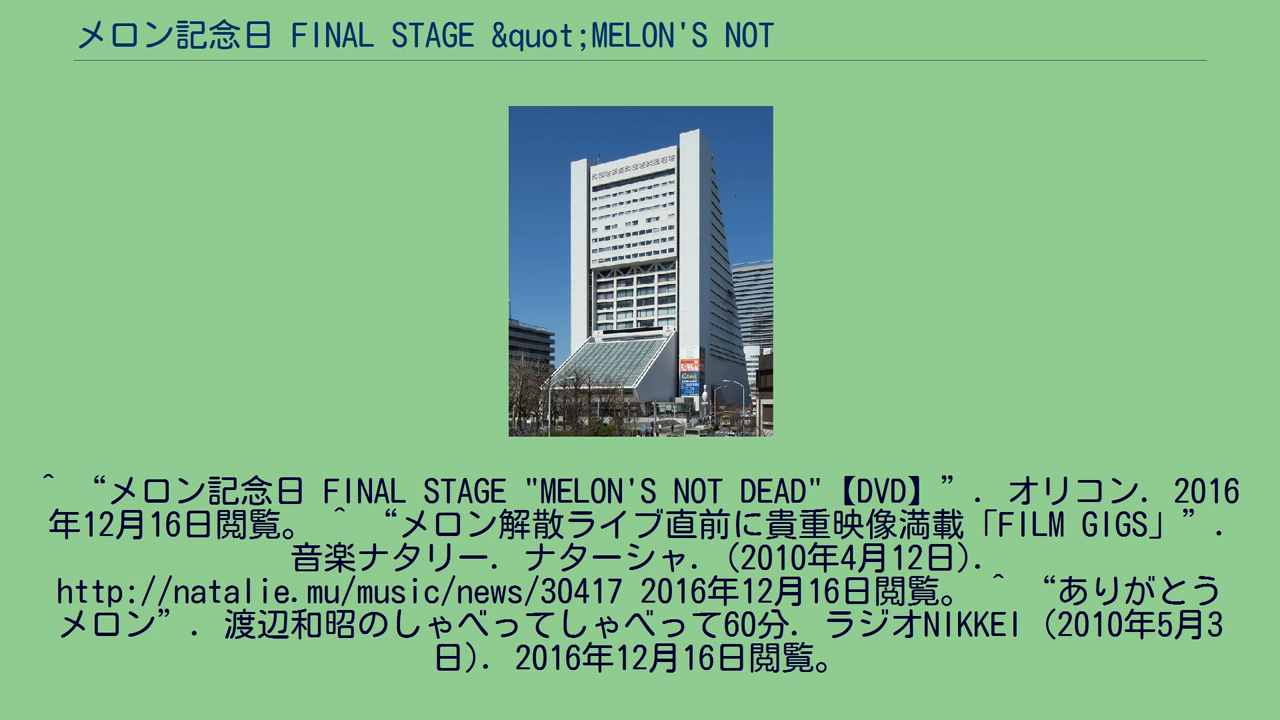 メロン記念日 FINAL STAGE &quot;MELON'S NOT
^ “メロン記念日 FINAL STAGE "MELON'S NOT DEAD"【DVD】”. オリコン. 2016
年12月16日閲覧。 ^ “メロン解散ライブ直前に貴重映像満載「FILM GIGS」”.
音楽ナタリー. ナターシャ. (2010年4月12日).
http://natalie.mu/music/news/30417 2016年12月16日閲覧。 ^ “ありがとう
メロン”. 渡辺和昭のしゃべってしゃべって60分. ラジオNIKKEI (2010年5月3
日). 2016年12月16日閲覧。